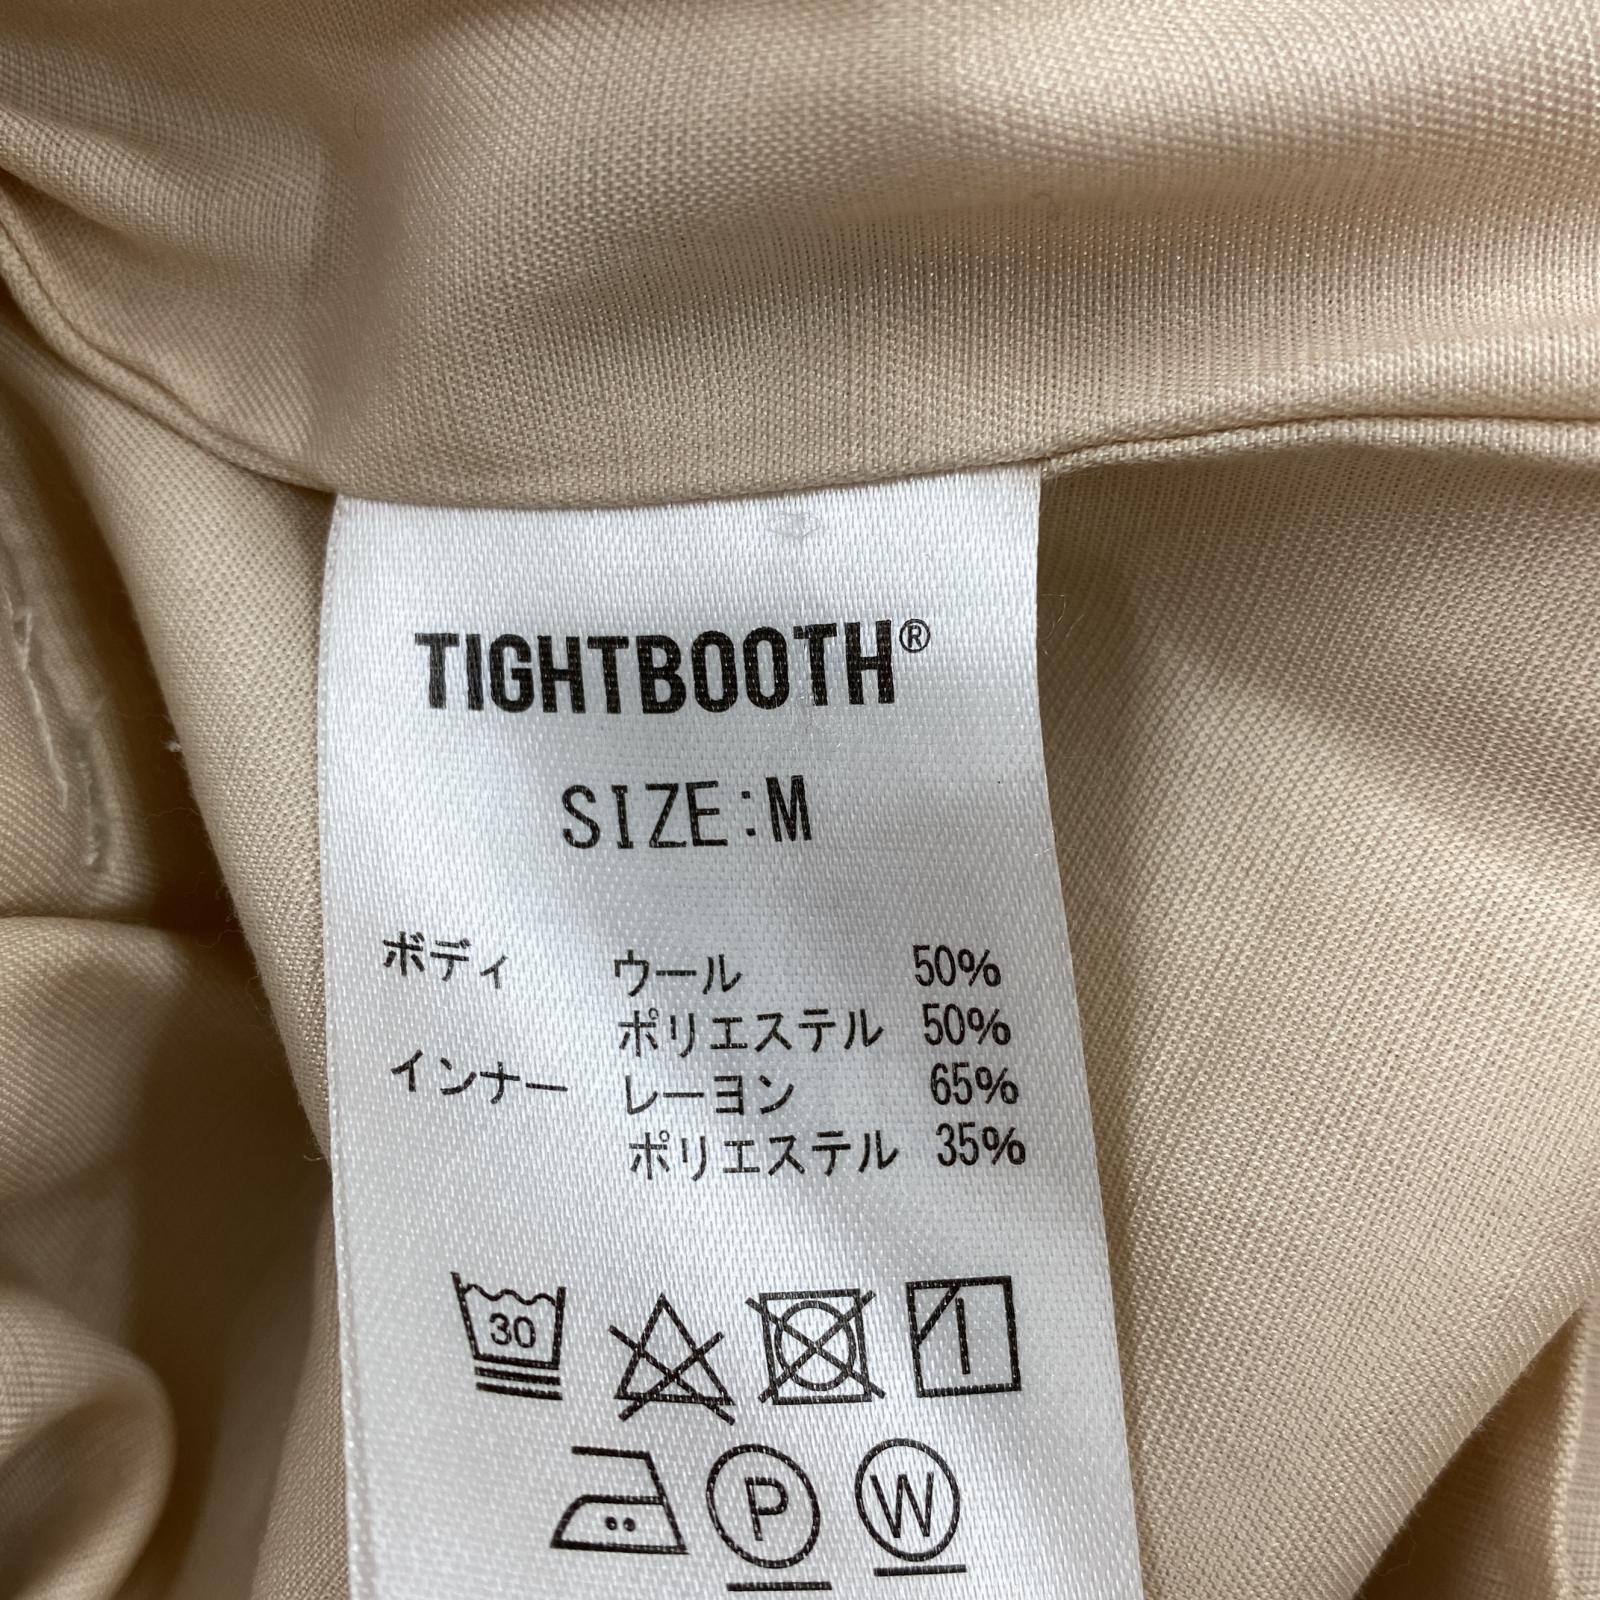 TIGHTBOOTH®
SIZE:M
ボディ ウール 50%
ポリエステル 50%
インナー レーヨン 65%
ポリエステル 35%
30
P W